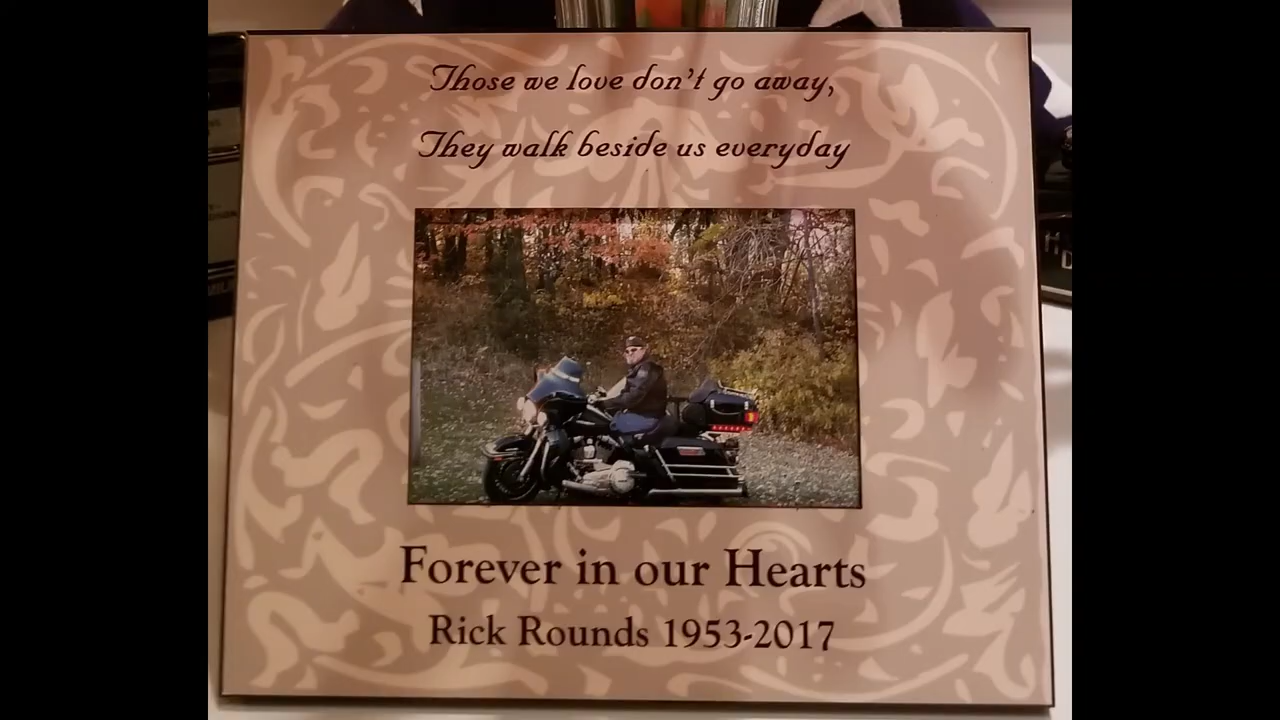 Those we love don't go away,
They walk beside us everyday
Forever in our Hearts
Rick Rounds 1953-2017